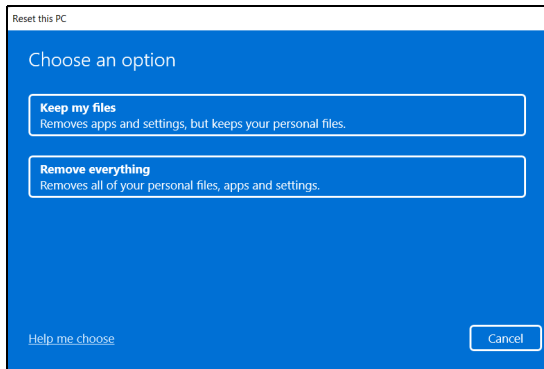 Reset this PC
Choose an option
Keep my files
Removes apps and settings, but keeps your personal files.
Remove everything
Removes all of your personal files, apps and settings.
Help me choose
Cancel